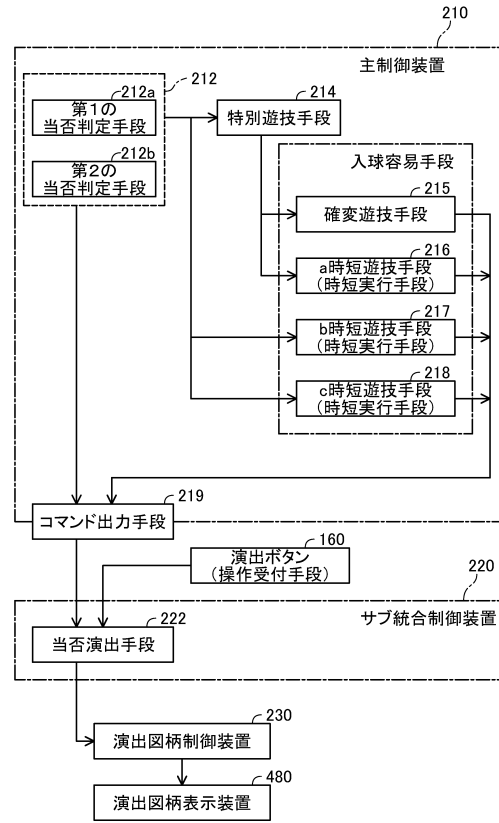 210
主制御装置
212
212a
第1の
当否判定手段
212b
第2の
当否判定手段
214
特別遊技手段
入球容易手段
215
確変遊技手段
216
a時短遊技手段
(時短実行手段)
217
b時短遊技手段
(時短実行手段)
218
c時短遊技手段
(時短実行手段)
219
コマンド出力手段
160
演出ボタン
(操作受付手段)
220
サブ統合制御装置
222
当否演出手段
230
演出図柄制御装置
480
演出図柄表示装置